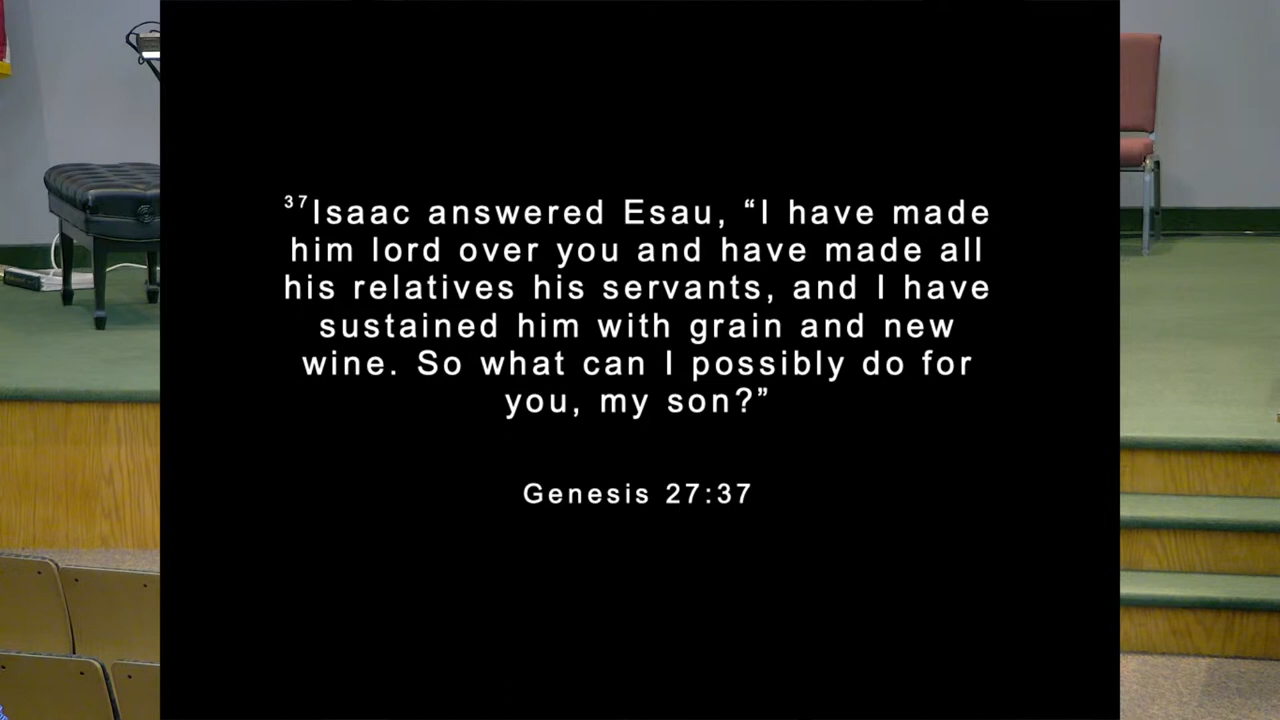 ³⁷Isaac answered Esau, “I have made
him lord over you and have made all
his relatives his servants, and I have
sustained him with grain and new
wine. So what can I possibly do for
you, my son?”
Genesis 27:37